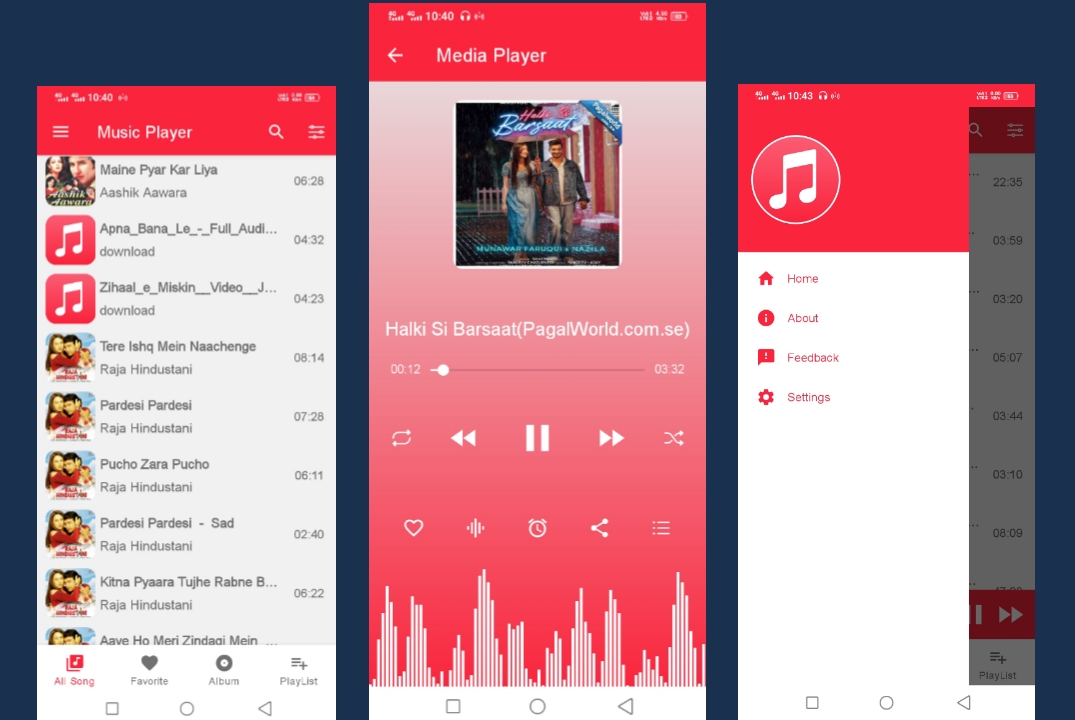 10:40
Music Player
Maine Pyar Kar Liya
Aashik Aawara
06:28
Apna_Bana_Le_-_Full_Audi...
download
04:32
Zihaal_e_Miskin__Video__J...
download
04:23
Tere Ishq Mein Naachenge
Raja Hindustani
08:14
Pardesi Pardesi
Raja Hindustani
07:28
Pucho Zara Pucho
Raja Hindustani
06:11
Pardesi Pardesi - Sad
Raja Hindustani
02:40
Kitna Pyaara Tujhe Rabne B...
Raja Hindustani
06:22
Aaye Ho Meri Zindagi Mein
All Song
Favorite
Album
PlayList
10:40
Media Player
Halki Si
Barsaat
MUNAWAR FARUQUI & NAZILA
Halki Si Barsaat(PagalWorld.com.se)
00:12
03:32
10:43
Home
About
Feedback
Settings
22:35
03:59
03:20
05:07
03:44
03:10
08:09
PlayList